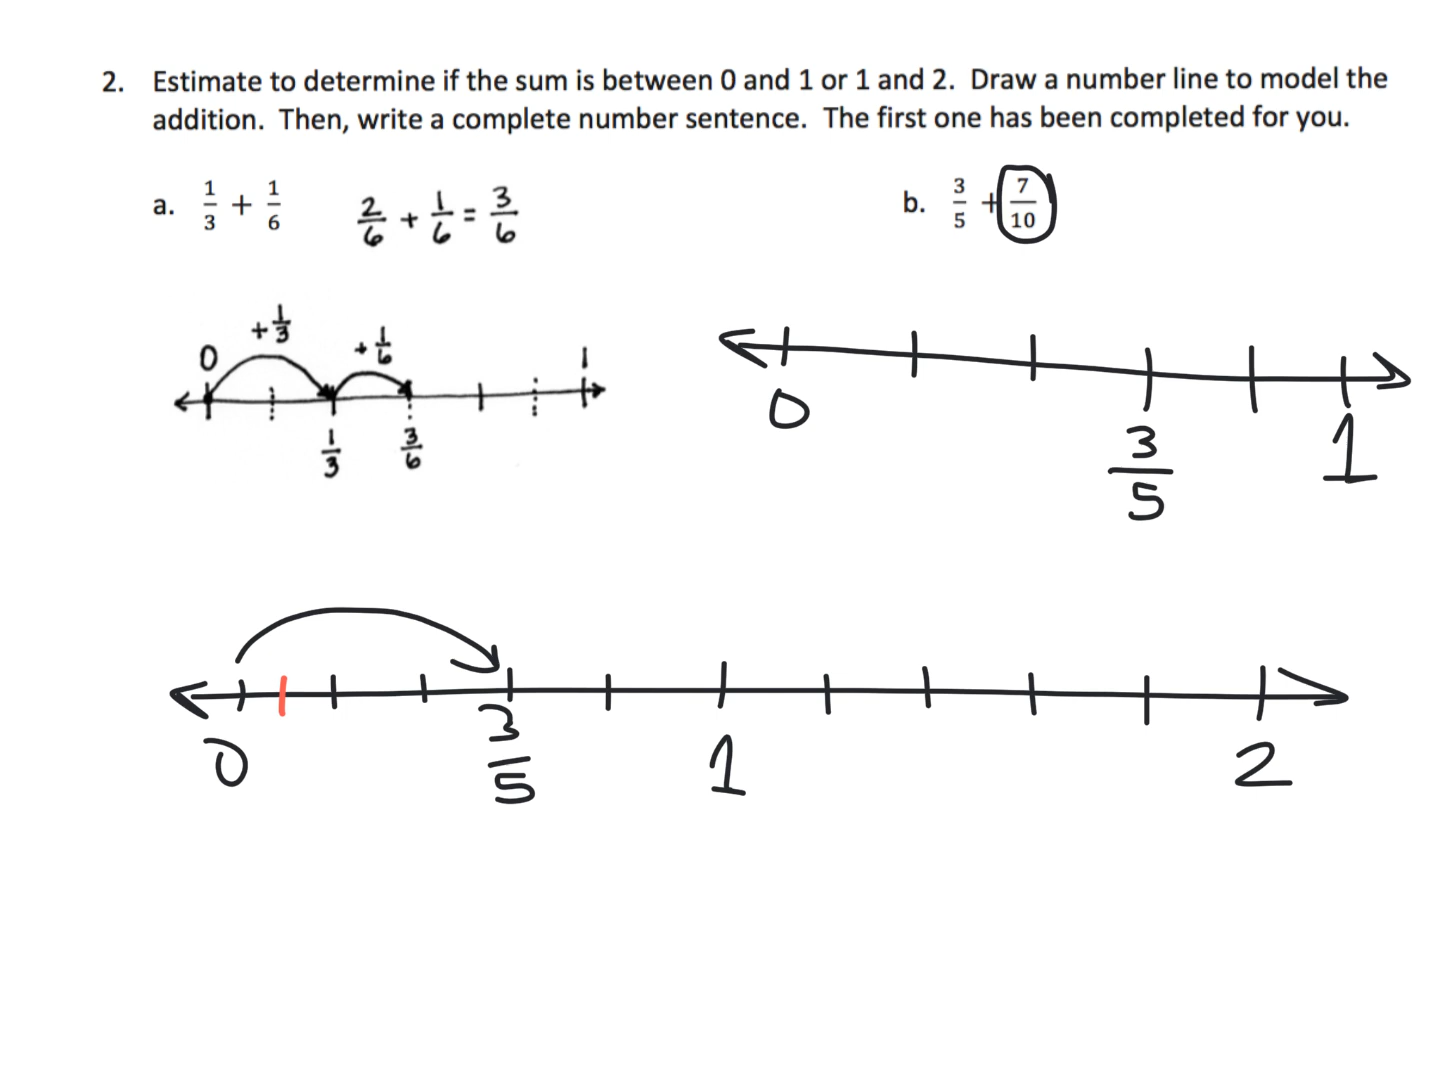 2. Estimate to determine if the sum is between 0 and 1 or 1 and 2. Draw a number line to model the
addition. Then, write a complete number sentence. The first one has been completed for you.
a. 1/3 + 1/6 2/6 + 1/6 = 3/6
b. 3/5 + 7/10
0 +1/3 +1/6 1
1/3 3/6
0 3/5 1
0 3/5 1 2